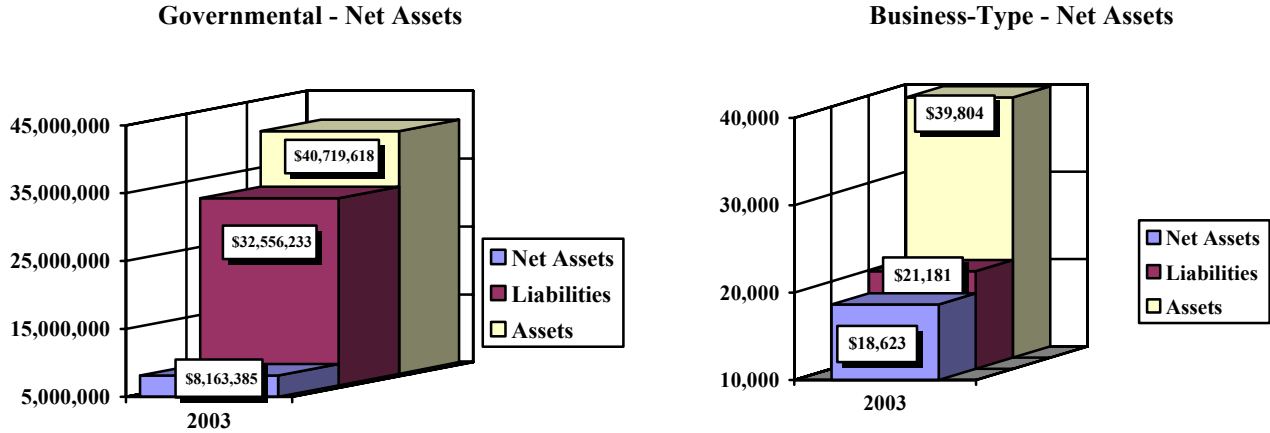 Governmental - Net Assets
45,000,000
35,000,000
25,000,000
15,000,000
5,000,000
$40,719,618
$32,556,233
$8,163,385
2003
Net Assets
Liabilities
Assets
Business-Type - Net Assets
40,000
30,000
20,000
10,000
$39,804
$21,181
$18,623
2003
Net Assets
Liabilities
Assets